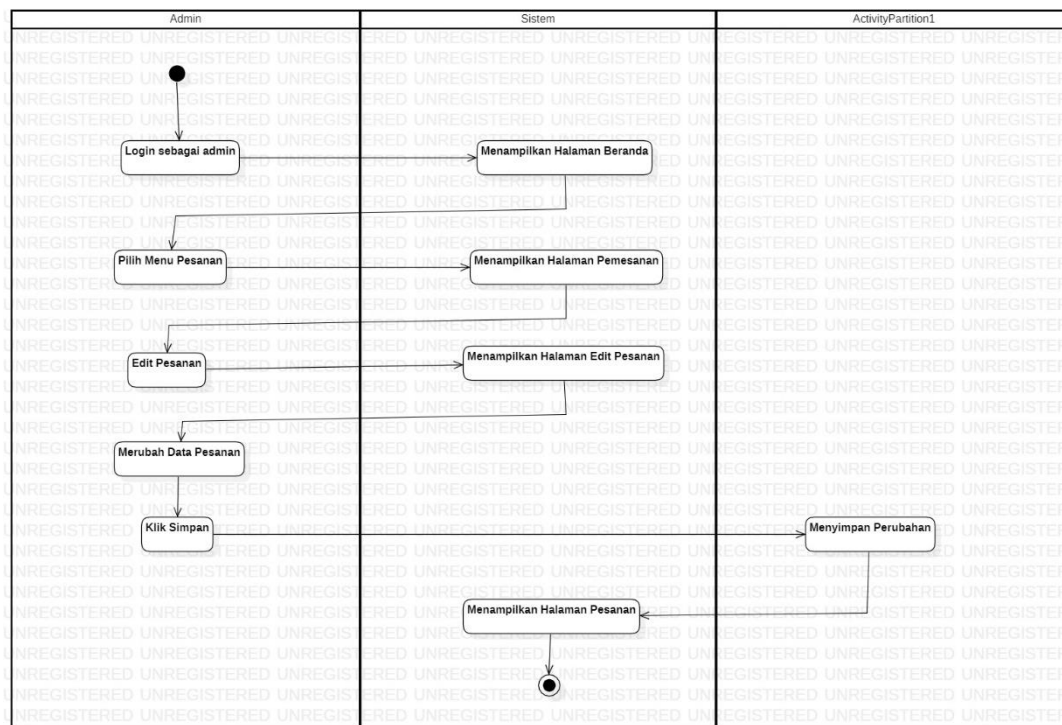 Admin
Sistem
ActivityPartition1
Login sebagai admin
Menampilkan Halaman Beranda
Pilih Menu Pesanan
Menampilkan Halaman Pemesanan
Edit Pesanan
Menampilkan Halaman Edit Pesanan
Merubah Data Pesanan
Klik Simpan
Menyimpan Perubahan
Menampilkan Halaman Pesanan
UNREGISTERED